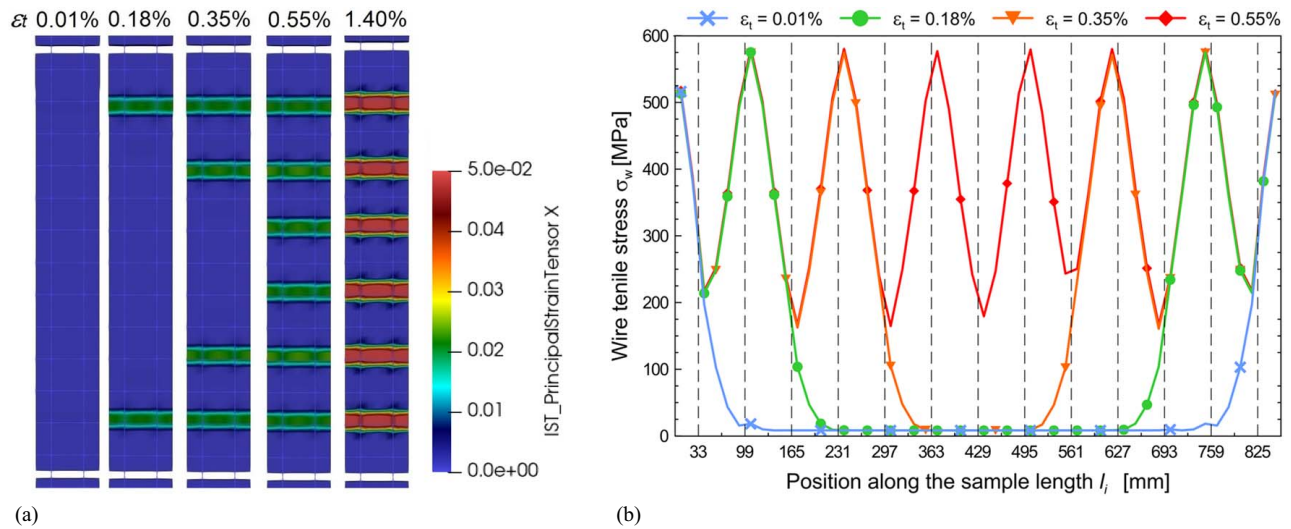 εt 0.01% 0.18% 0.35% 0.55% 1.40%
5.0e-02
0.04
0.03
0.02
0.01
0.0e+00
IST_PrincipalStrainTensor X
(a)
εt = 0.01% εt = 0.18% εt = 0.35% εt = 0.55%
600
500
400
350
300
250
200
100
0
Wire tenile stress σw [MPa]
33 99 165 231 297 363 429 495 561 627 693 759 825
Position along the sample length li [mm]
(b)